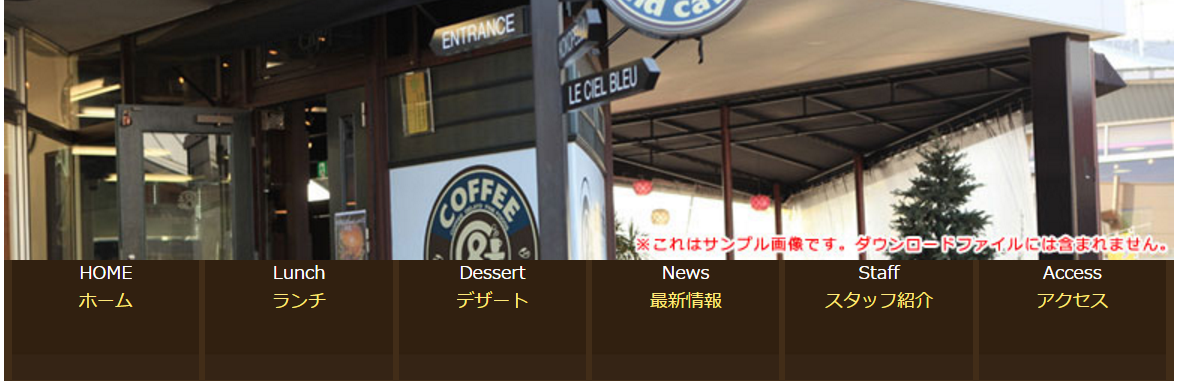 ENTRANCE
LE CIEL BLEU
COFFEE
&
※これはサンプル画像です。ダウンロードファイルには含まれません。
HOME
Lunch
Dessert
News
Staff
Access
ホーム
ランチ
デザート
最新情報
スタッフ紹介
アクセス